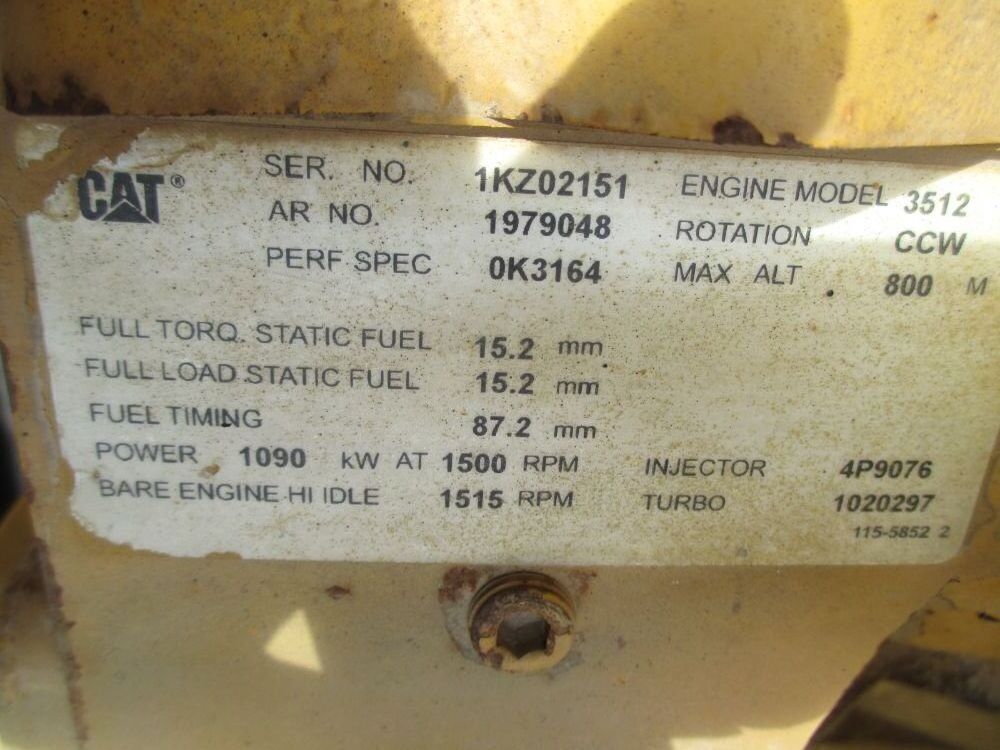 CAT® SER. NO. 1KZ02151 ENGINE MODEL 3512
AR NO. 1979048 ROTATION CCW
PERF SPEC 0K3164 MAX ALT 800 M
FULL TORQ. STATIC FUEL 15.2 mm
FULL LOAD STATIC FUEL 15.2 mm
FUEL TIMING 87.2 mm
POWER 1090 kW AT 1500 RPM INJECTOR 4P9076
BARE ENGINE HI IDLE 1515 RPM TURBO 1020297
115-5852 2